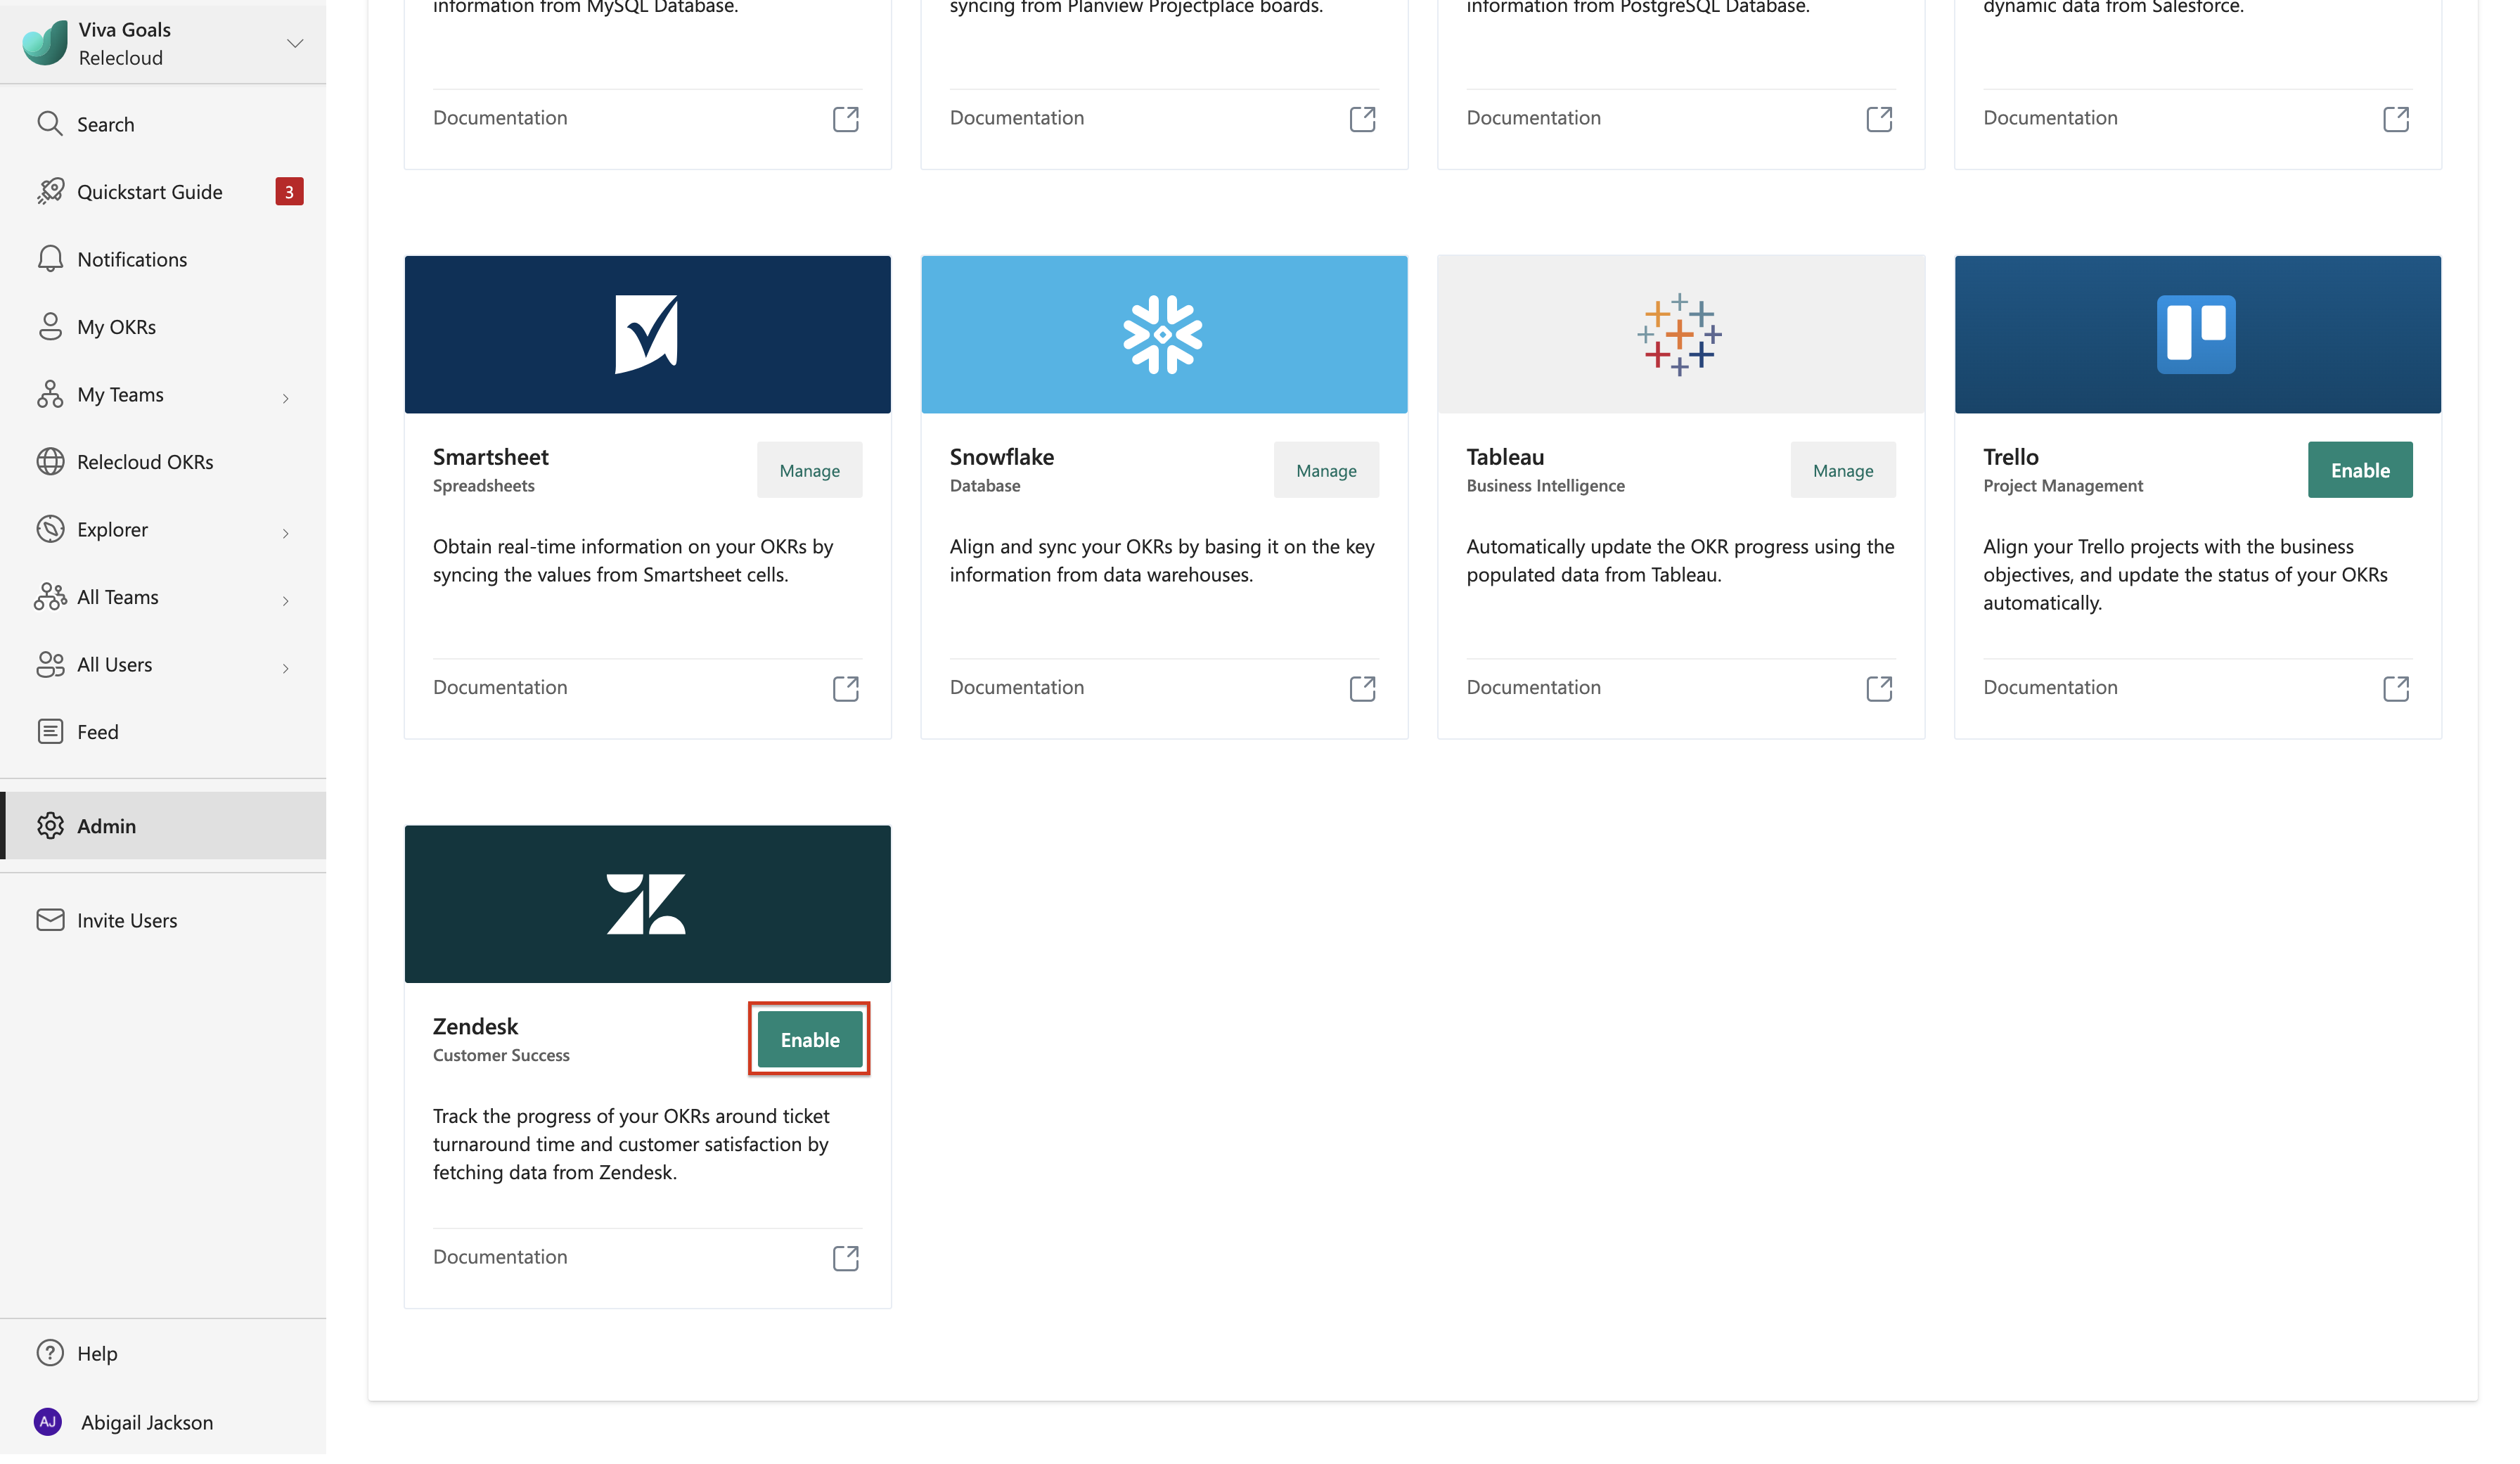 Viva Goals
Relecloud
Search
Quickstart Guide
3
Notifications
My OKRs
My Teams
Relecloud OKRs
Explorer
All Teams
All Users
Feed
Admin
Invite Users
Help
AJ
Abigail Jackson
information from MySQL Database.
Documentation
syncing from Planview Projectplace boards.
Documentation
information from PostgreSQL Database.
Documentation
dynamic data from Salesforce.
Documentation
Smartsheet
Spreadsheets
Manage
Obtain real-time information on your OKRs by
syncing the values from Smartsheet cells.
Documentation
Snowflake
Database
Manage
Align and sync your OKRs by basing it on the key
information from data warehouses.
Documentation
Tableau
Business Intelligence
Manage
Automatically update the OKR progress using the
populated data from Tableau.
Documentation
Trello
Project Management
Enable
Align your Trello projects with the business
objectives, and update the status of your OKRs
automatically.
Documentation
Zendesk
Customer Success
Enable
Track the progress of your OKRs around ticket
turnaround time and customer satisfaction by
fetching data from Zendesk.
Documentation